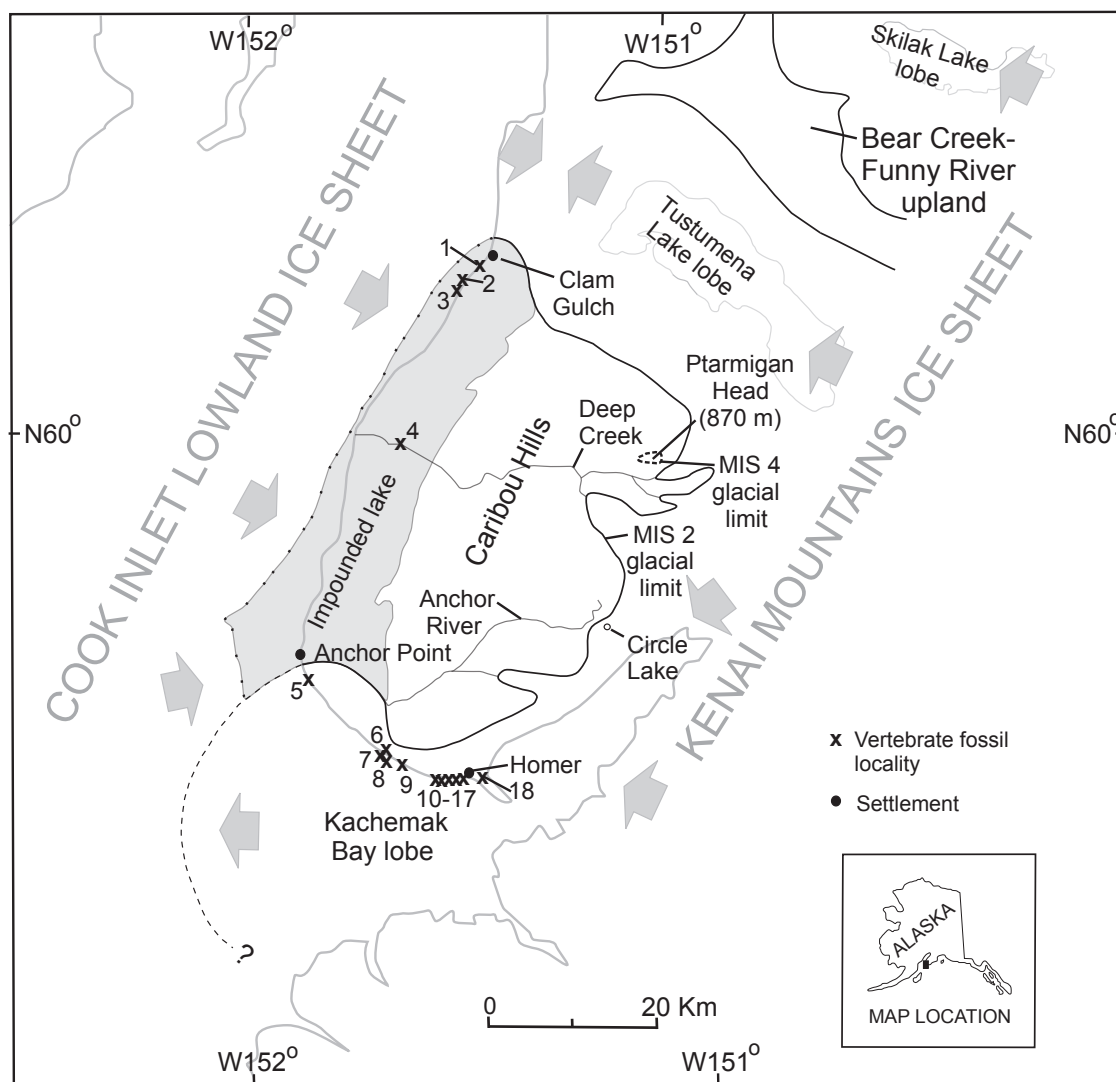 W152°
W151°
Skilak Lake
lobe
Bear Creek-
Funny River
upland
COOK INLET LOWLAND ICE SHEET
Tustumena
Lake lobe
1
2
3
Clam
Gulch
KENAI MOUNTAINS ICE SHEET
Ptarmigan
Head
(870 m)
N60°
N60°
4
Deep
Creek
MIS 4
glacial
limit
Caribou Hills
Impounded lake
MIS 2
glacial
limit
Anchor
River
Circle
Lake
Anchor Point
5
6
7
8
9
10-17
Homer
18
x Vertebrate fossil
locality
Settlement
Kachemak
Bay lobe
?
0 20 Km
ALASKA
MAP LOCATION
W152°
W151°